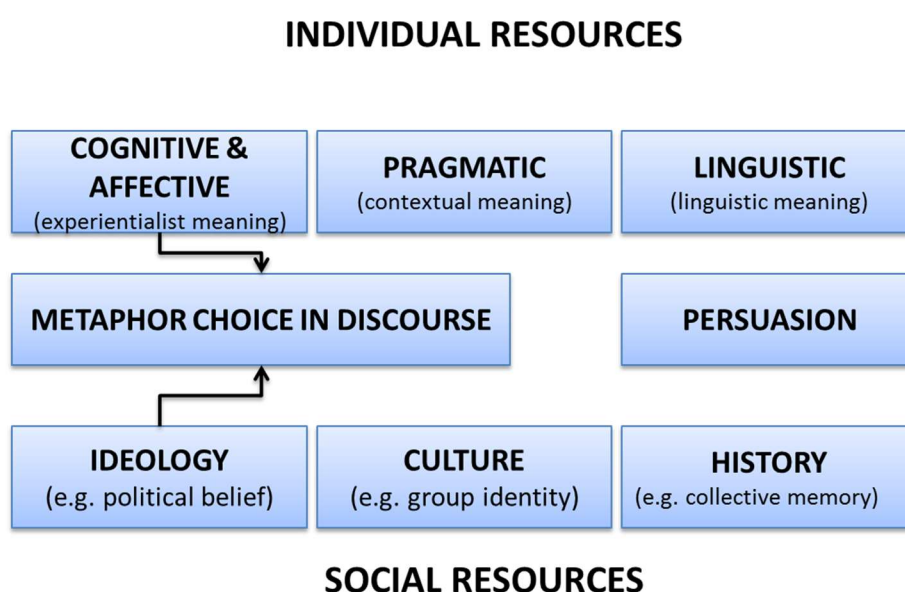 INDIVIDUAL RESOURCES
COGNITIVE &
AFFECTIVE
(experientialist meaning)
PRAGMATIC
(contextual meaning)
LINGUISTIC
(linguistic meaning)
METAPHOR CHOICE IN DISCOURSE
PERSUASION
IDEOLOGY
(e.g. political belief)
CULTURE
(e.g. group identity)
HISTORY
(e.g. collective memory)
SOCIAL RESOURCES